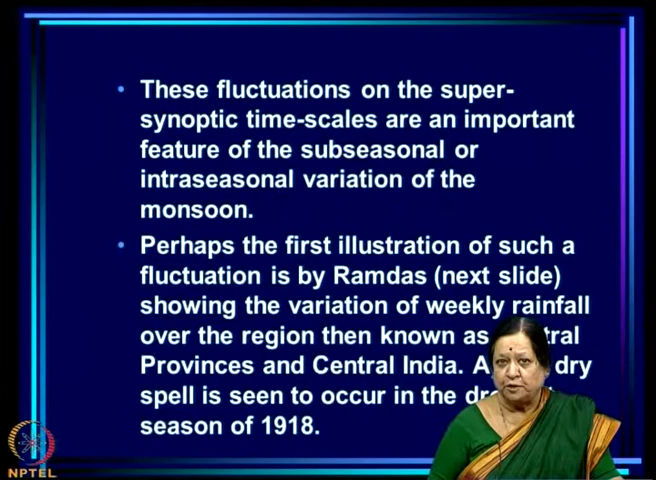 • These fluctuations on the super-
synoptic time-scales are an important
feature of the subseasonal or
intraseasonal variation of the
monsoon.
• Perhaps the first illustration of such a
fluctuation is by Ramdas (next slide)
showing the variation of weekly rainfall
over the region then known as tral
Provinces and Central India. A dry
spell is seen to occur in the dr t
season of 1918.
NPTEL